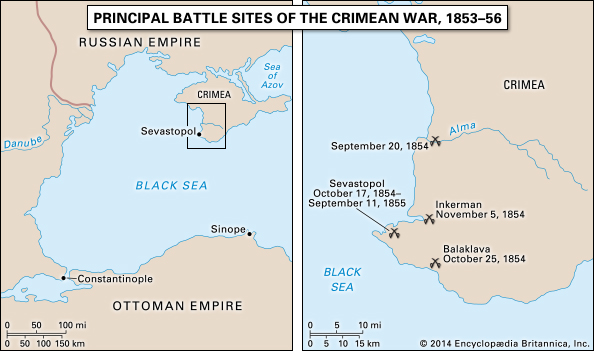 PRINCIPAL BATTLE SITES OF THE CRIMEAN WAR, 1853–56
RUSSIAN EMPIRE
Sea
of
Azov
CRIMEA
Danube
Sevastopol
BLACK SEA
Sinope
Constantinople
OTTOMAN EMPIRE
0 50 100 mi
0 50 100 150 km
CRIMEA
Alma
September 20, 1854
Sevastopol
October 17, 1854–
September 11, 1855
Inkerman
November 5, 1854
Balaklava
October 25, 1854
BLACK
SEA
0 5 10 mi
0 5 10 15 km
© 2014 Encyclopædia Britannica, Inc.